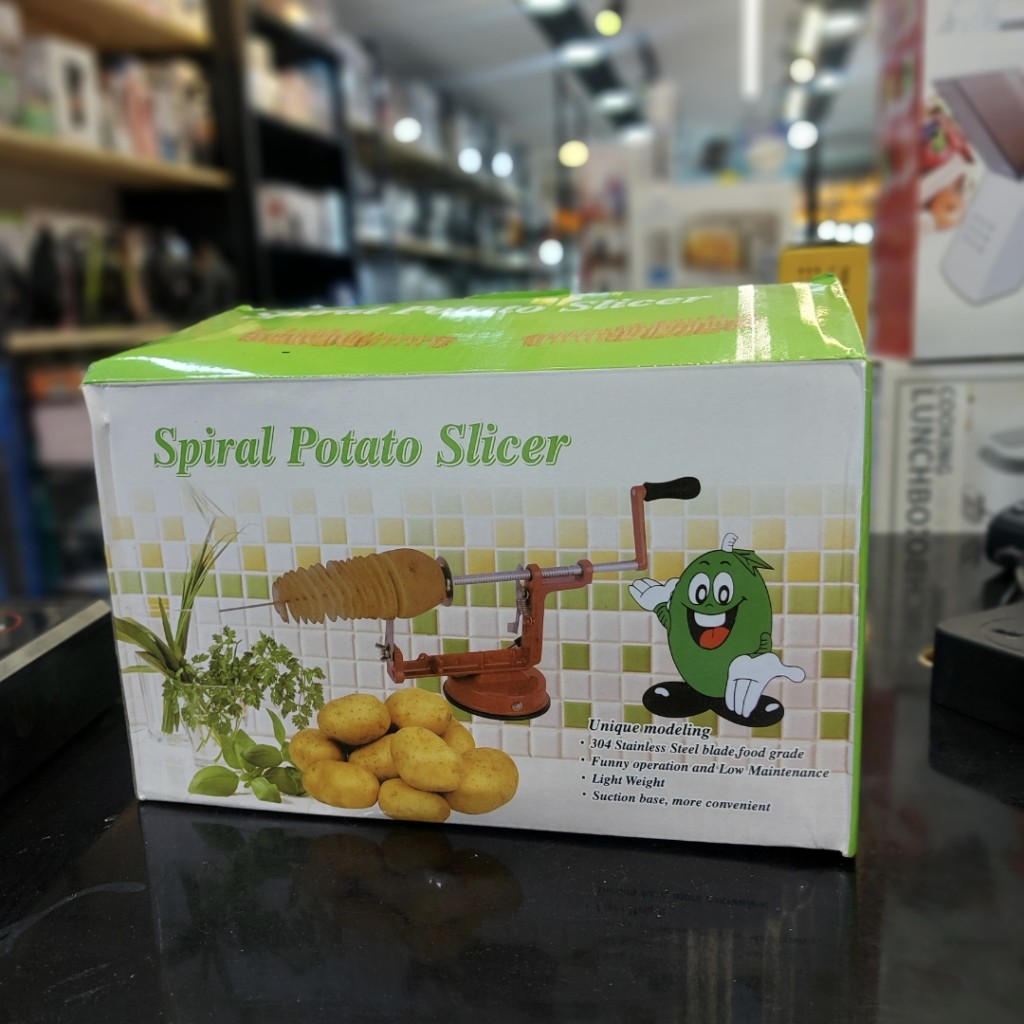 Spiral Potato Slicer
Spiral Potato Slicer
Unique modeling
· 304 Stainless Steel blade,food grade
· Funny operation and Low Maintenance
· Light Weight
· Suction base, more convenient
COOKING
LUNCHBOX